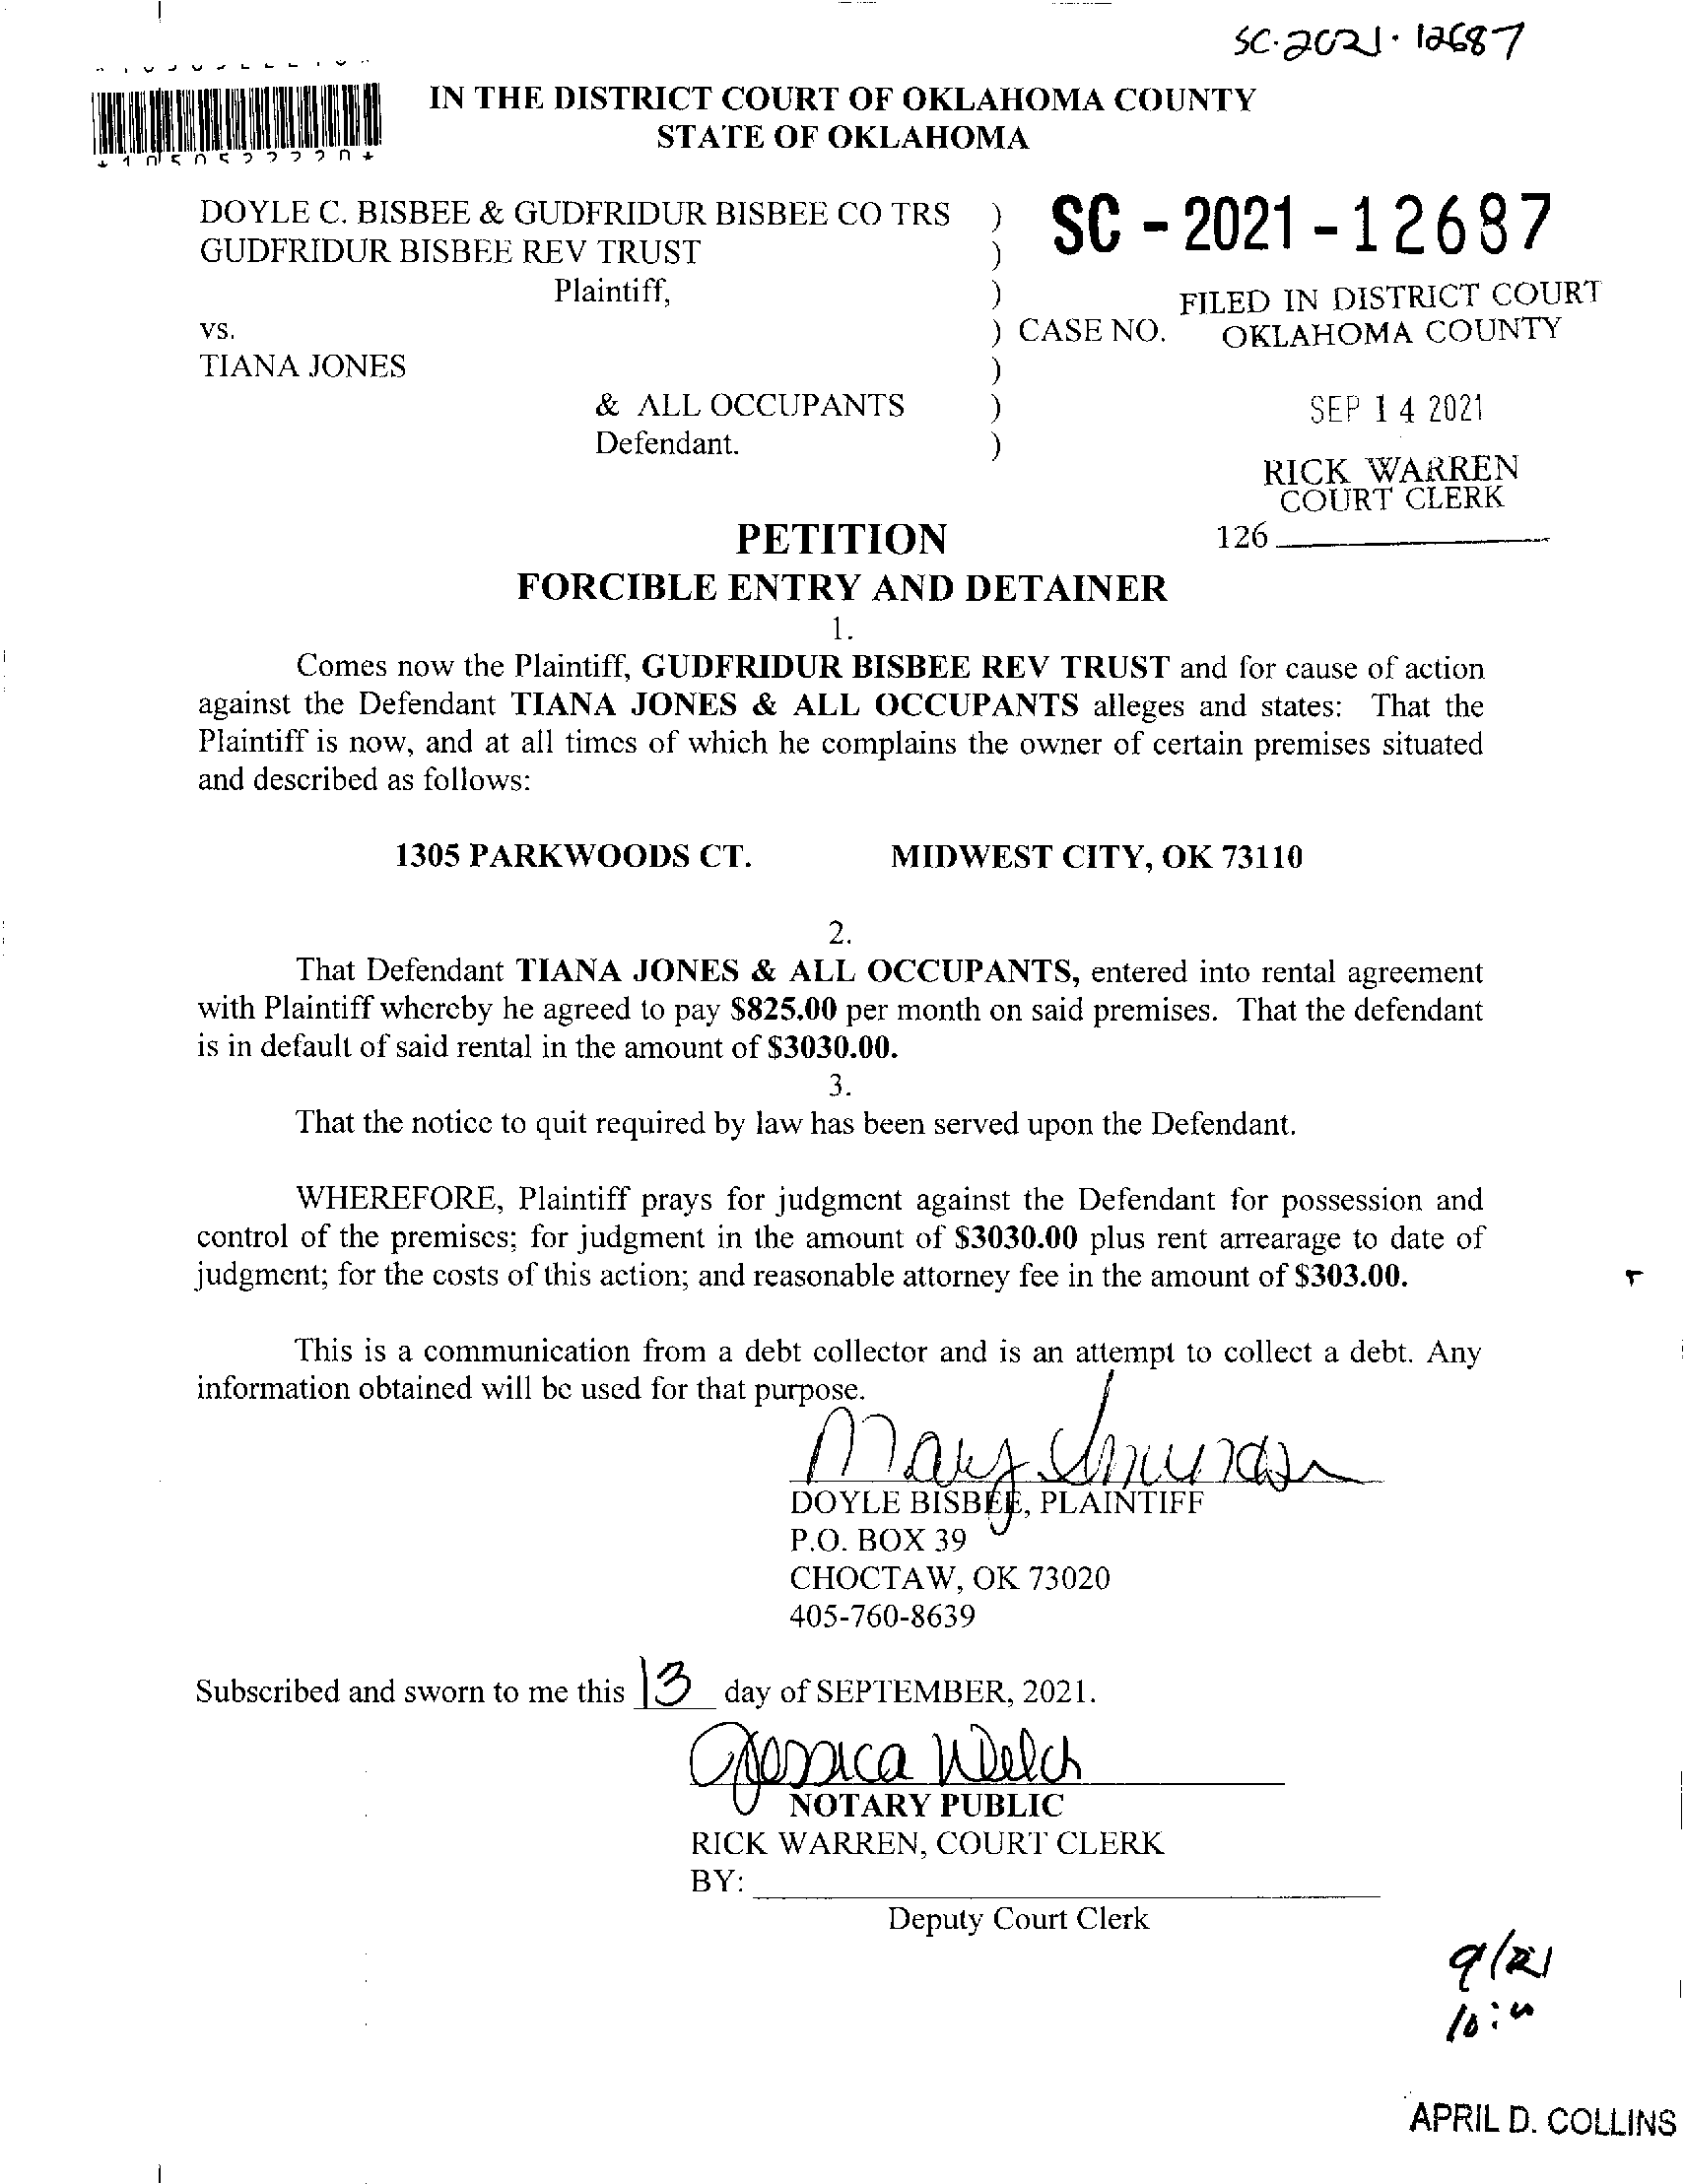 SC-2021-12687
IN THE DISTRICT COURT OF OKLAHOMA COUNTY
STATE OF OKLAHOMA
DOYLE C. BISBEE & GUDFRIDUR BISBEE CO TRS )
GUDFRIDUR BISBEE REV TRUST )
SC - 2021 - 12687
Plaintiff, )
FILED IN DISTRICT COURT
vs. ) CASE NO. OKLAHOMA COUNTY
TIANA JONES )
& ALL OCCUPANTS ) SEP 14 2021
Defendant. )
RICK WARREN
COURT CLERK
PETITION
126
FORCIBLE ENTRY AND DETAINER
1.
Comes now the Plaintiff, GUDFRIDUR BISBEE REV TRUST and for cause of action
against the Defendant TIANA JONES & ALL OCCUPANTS alleges and states: That the
Plaintiff is now, and at all times of which he complains the owner of certain premises situated
and described as follows:
1305 PARKWOODS CT. MIDWEST CITY, OK 73110
2.
That Defendant TIANA JONES & ALL OCCUPANTS, entered into rental agreement
with Plaintiff whereby he agreed to pay $825.00 per month on said premises. That the defendant
is in default of said rental in the amount of $3030.00.
3.
That the notice to quit required by law has been served upon the Defendant.
WHEREFORE, Plaintiff prays for judgment against the Defendant for possession and
control of the premises; for judgment in the amount of $3030.00 plus rent arrearage to date of
judgment; for the costs of this action; and reasonable attorney fee in the amount of $303.00.
This is a communication from a debt collector and is an attempt to collect a debt. Any
information obtained will be used for that purpose.
Mary
DOYLE BISBEE, PLAINTIFF
P.O. BOX 39
CHOCTAW, OK 73020
405-760-8639
Subscribed and sworn to me this 13 day of SEPTEMBER, 2021.
Jessica Welch
NOTARY PUBLIC
RICK WARREN, COURT CLERK
BY:
Deputy Court Clerk
9/21
APRIL D. COLLINS